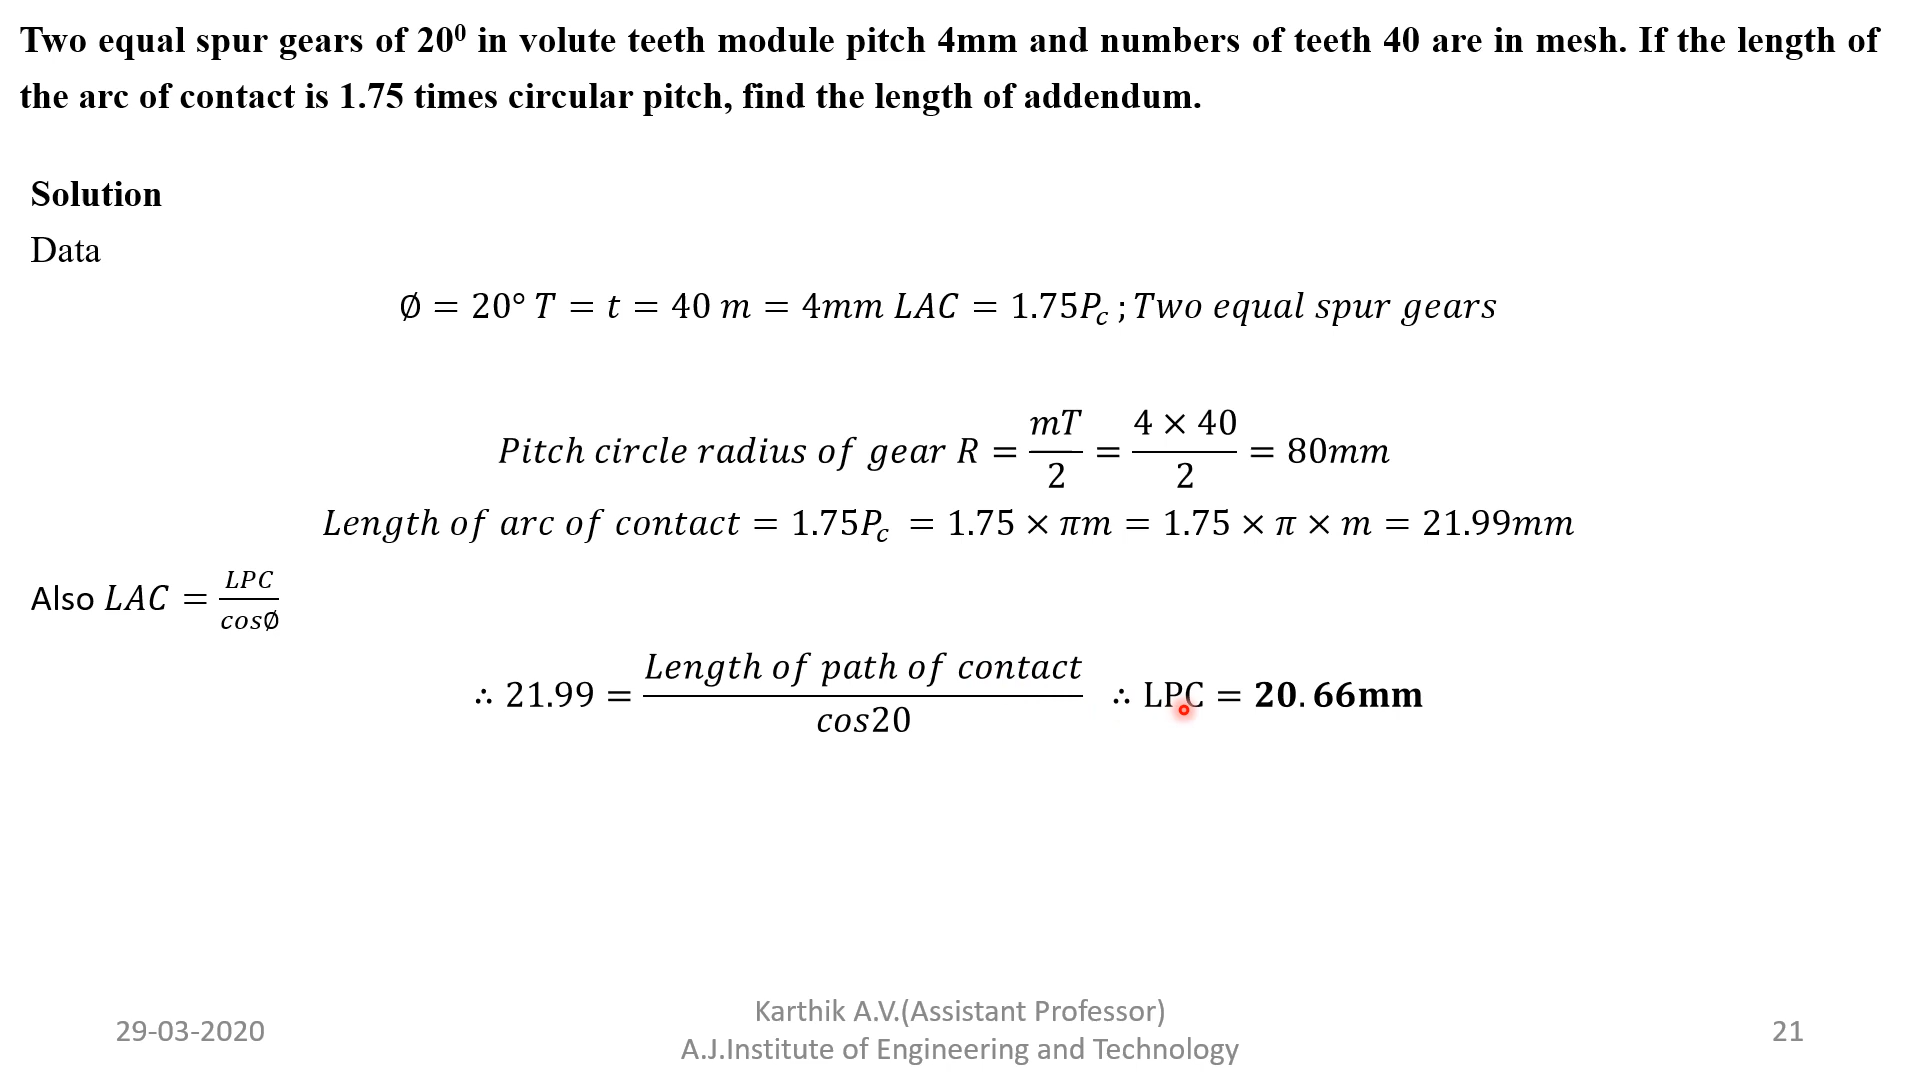 Two equal spur gears of 20⁰ in volute teeth module pitch 4mm and numbers of teeth 40 are in mesh. If the length of
the arc of contact is 1.75 times circular pitch, find the length of addendum.
Solution
Data
∅ = 20° T = t = 40 m = 4mm LAC = 1.75P_c ; Two equal spur gears
Pitch circle radius of gear R = mT/2 = (4 × 40)/2 = 80mm
Length of arc of contact = 1.75P_c = 1.75 × πm = 1.75 × π × m = 21.99mm
Also LAC = LPC/cos∅
∴ 21.99 = Length of path of contact/cos20 ∴ LPC = 20.66mm
29-03-2020
Karthik A.V.(Assistant Professor)
A.J.Institute of Engineering and Technology
21